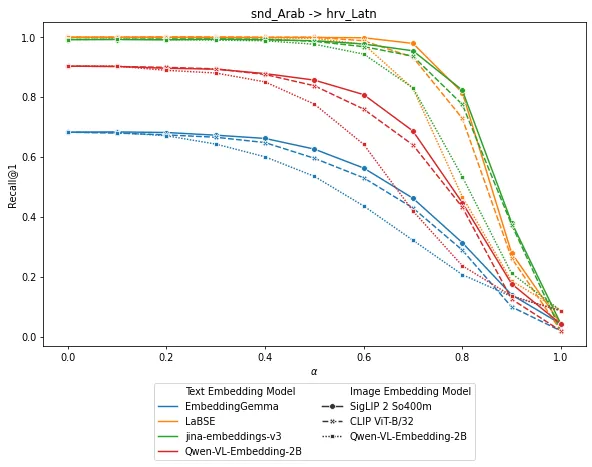 snd_Arab -> hrv_Latn
Recall@1
1.0
0.8
0.6
0.4
0.2
0.0
0.0 0.2 0.4 0.6 0.8 1.0
α
Text Embedding Model Image Embedding Model
EmbeddingGemma SigLIP 2 So400m
LaBSE CLIP ViT-B/32
jina-embeddings-v3 Qwen-VL-Embedding-2B
Qwen-VL-Embedding-2B